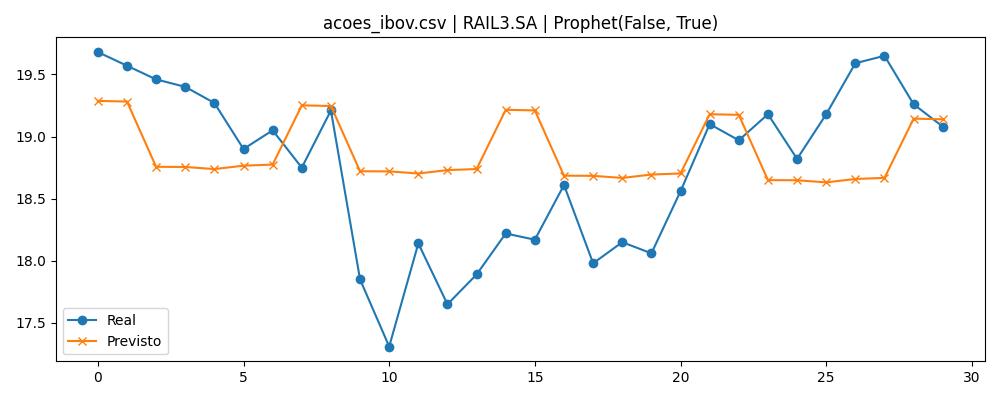 acoes_ibov.csv | RAIL3.SA | Prophet(False, True)
19.5
19.0
18.5
18.0
17.5
Real
Previsto
0 5 10 15 20 25 30